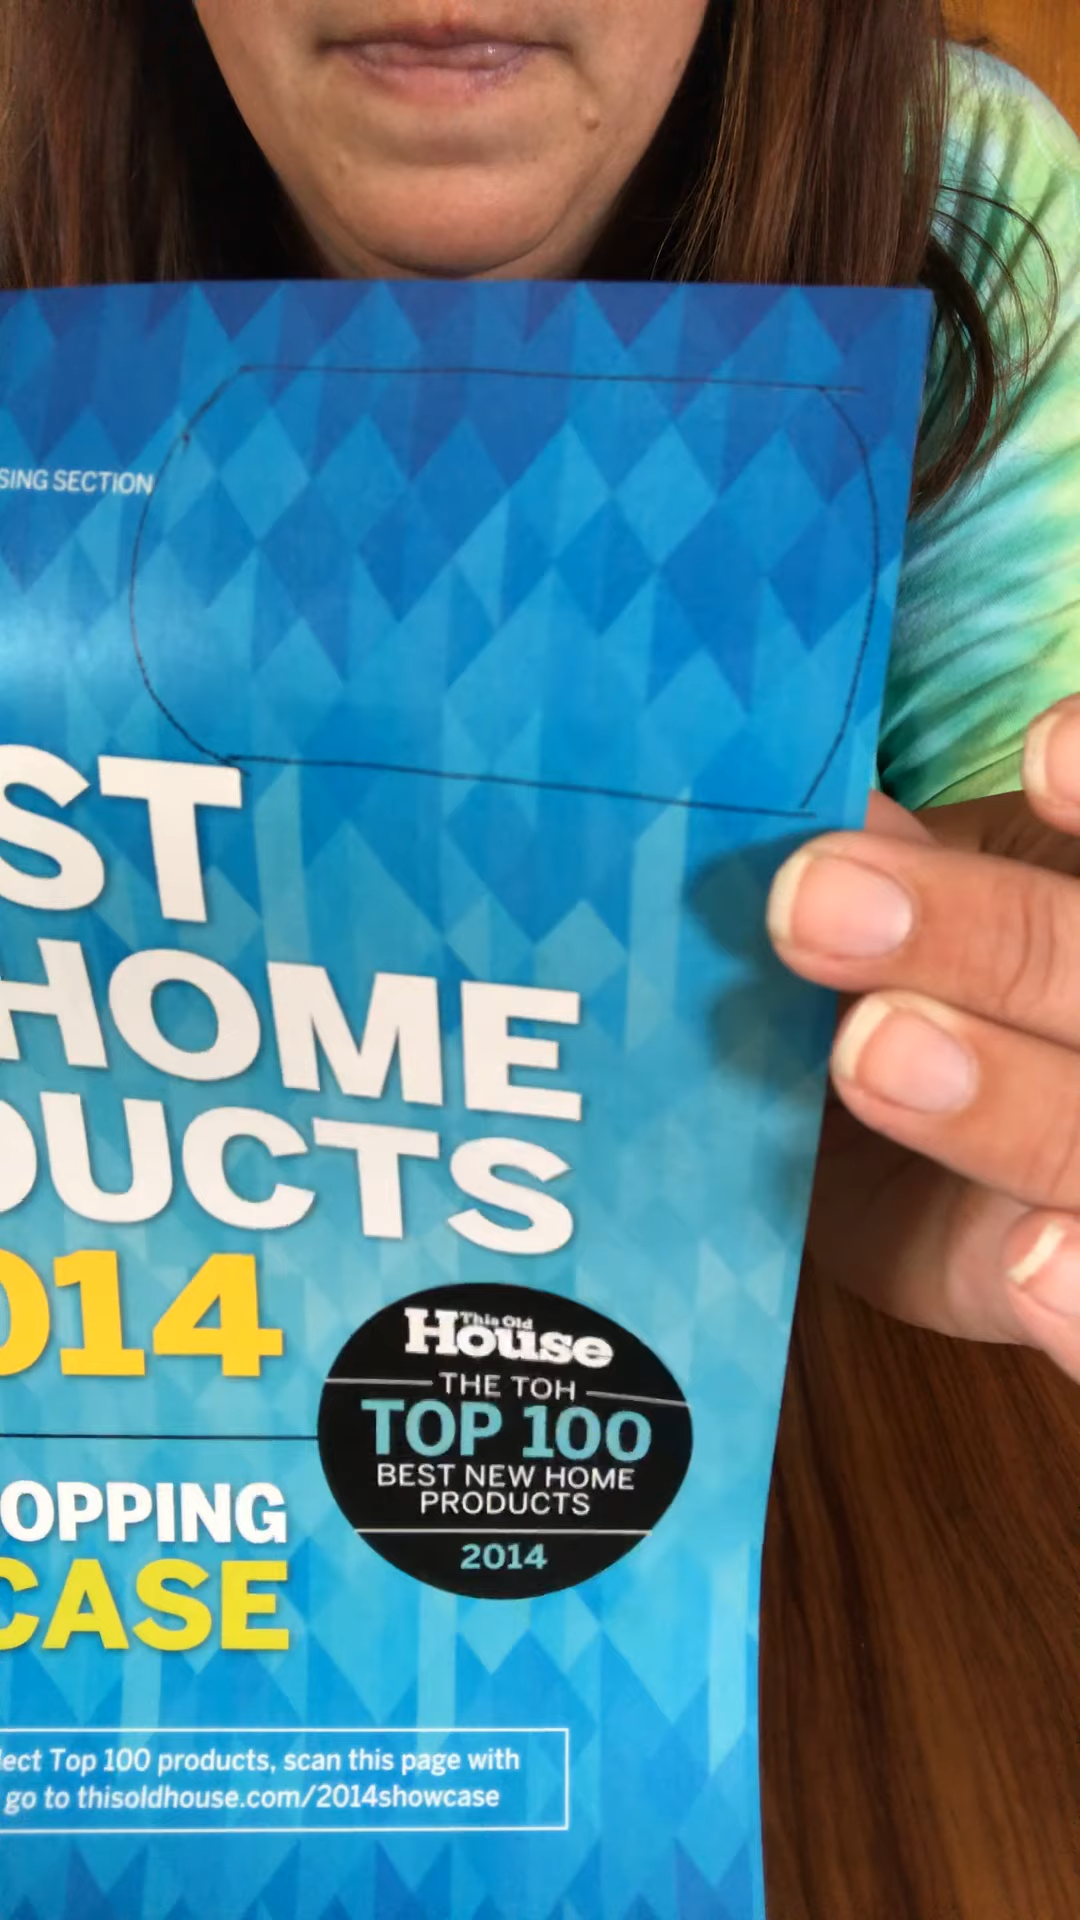 SING SECTION
ST
HOME
DUCTS
014
This Old
House
THE TOH
TOP 100
BEST NEW HOME
PRODUCTS
2014
OPPING
CASE
lect Top 100 products, scan this page with
go to thisoldhouse.com/2014showcase